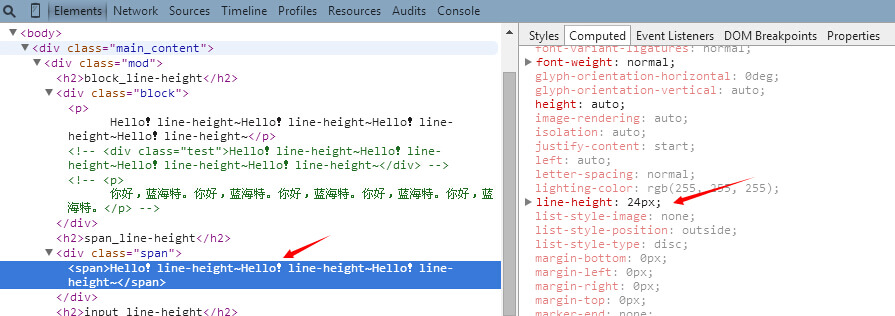 Elements Network Sources Timeline Profiles Resources Audits Console
<body>
<div class="main_content">
<div class="mod">
<h2>block_line-height</h2>
<div class="block">
<p>
Hello! line-height~Hello! line-height~Hello! line-
height~Hello! line-height~Hello! line-height~Hello!
line-height~</p>
<!-- <div class="test">Hello! line-height~Hello! line-
height~Hello! line-height~Hello! line-height~</div> -->
<!-- <p>
你好，蓝海特。你好，蓝海特。你好，蓝海特。你好，蓝海特。你好，蓝
海特。</p> -->
</div>
<h2>span_line-height</h2>
<div class="span">
<span>Hello! line-height~Hello! line-height~Hello! line-
height~</span>
</div>
<h2>input_line-height</h2>
Styles Computed Event Listeners DOM Breakpoints Properties
font-variant-ligatures: normal;
font-weight: normal;
glyph-orientation-horizontal: 0deg;
glyph-orientation-vertical: auto;
height: auto;
image-rendering: auto;
isolation: auto;
justify-content: start;
left: auto;
letter-spacing: normal;
lighting-color: rgb(255, 255, 255);
line-height: 24px;
list-style-image: none;
list-style-position: outside;
list-style-type: disc;
margin-bottom: 0px;
margin-left: 0px;
margin-right: 0px;
margin-top: 0px;
marker-end: none;